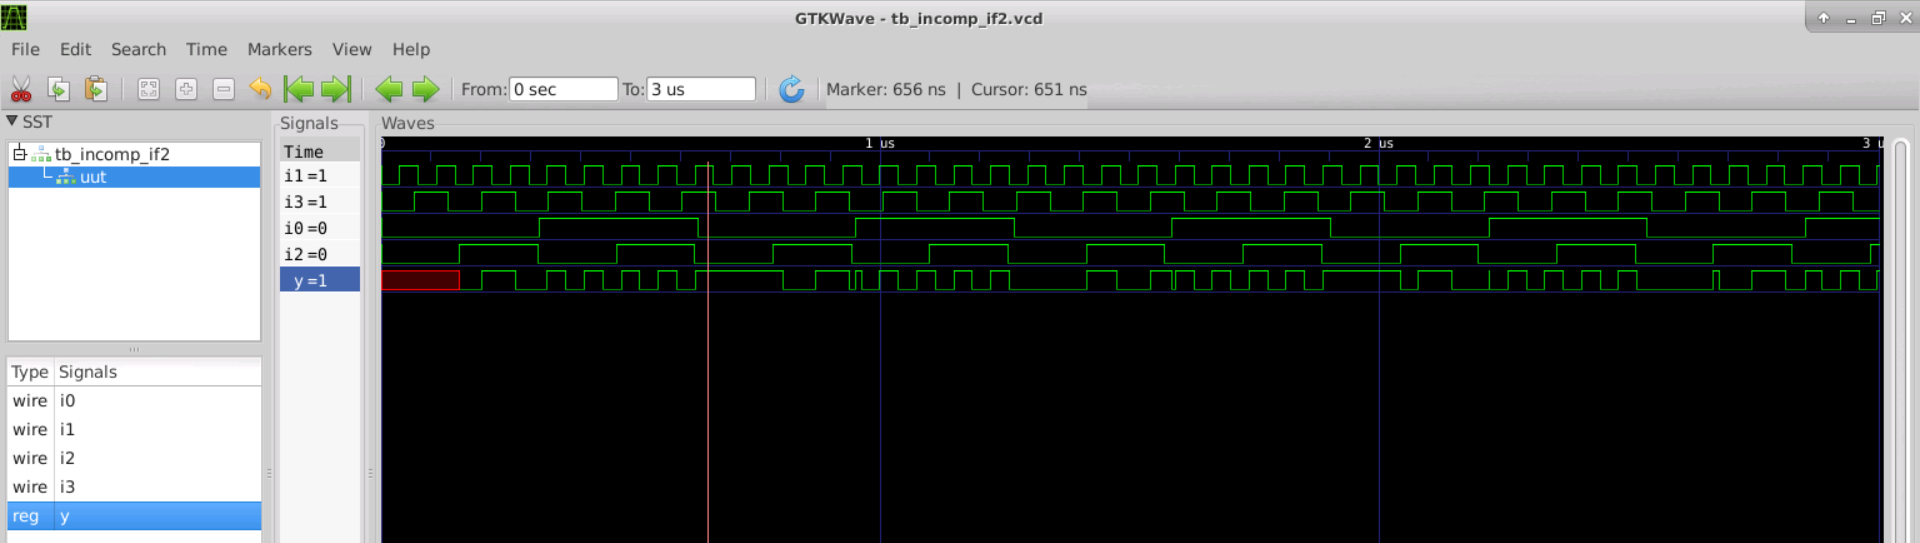 GTKWave - tb_incomp_if2.vcd
File Edit Search Time Markers View Help
From: 0 sec To: 3 us Marker: 656 ns | Cursor: 651 ns
SST
tb_incomp_if2
uut
Type Signals
wire i0
wire i1
wire i2
wire i3
reg y
Signals
Time
i1=1
i3=1
i0=0
i2=0
y=1
Waves
0 1 us 2 us 3 u